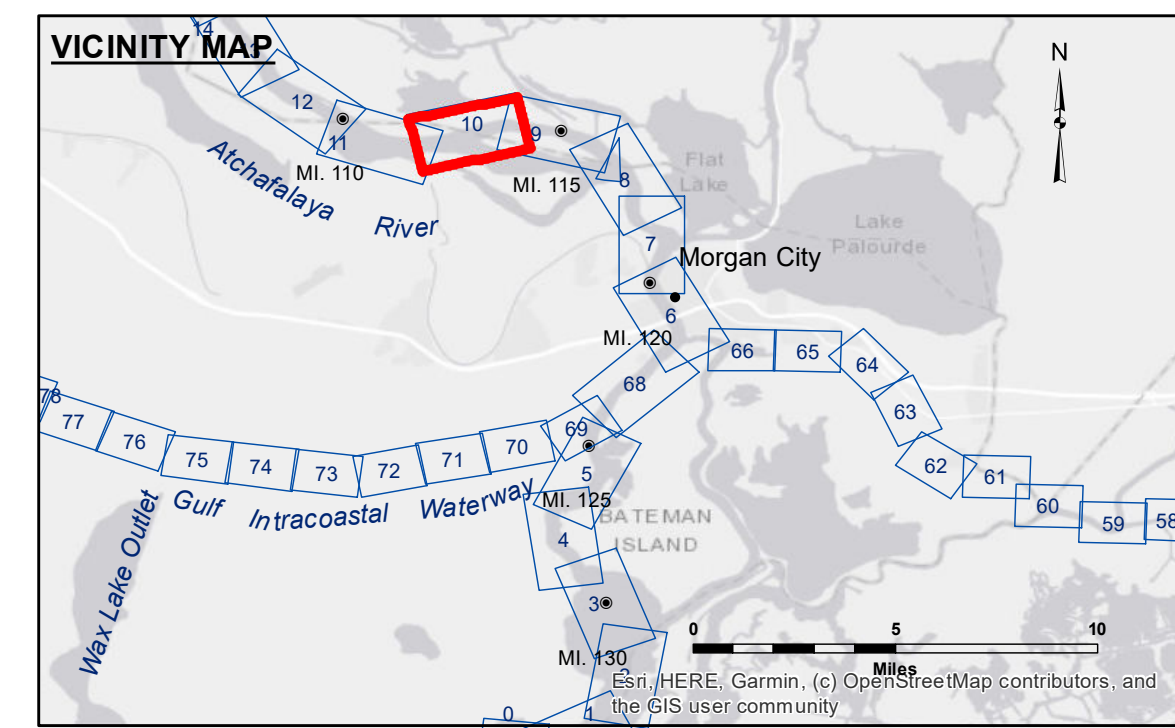 VICINITY MAP
N
14
12
11
10
9
8
7
6
MI. 110
MI. 115
Atchafalaya
River
Flat
Lake
Lake
Palourde
Morgan City
MI. 120
66
65
64
63
62
61
60
59
58
68
69
70
71
72
73
74
75
76
77
78
5
4
3
2
1
0
Gulf Intracoastal Waterway
Wax Lake Outlet
MI. 125
BATEMAN
ISLAND
MI. 130
0 5 10
Miles
Esri, HERE, Garmin, (c) OpenStreetMap contributors, and
the GIS user community